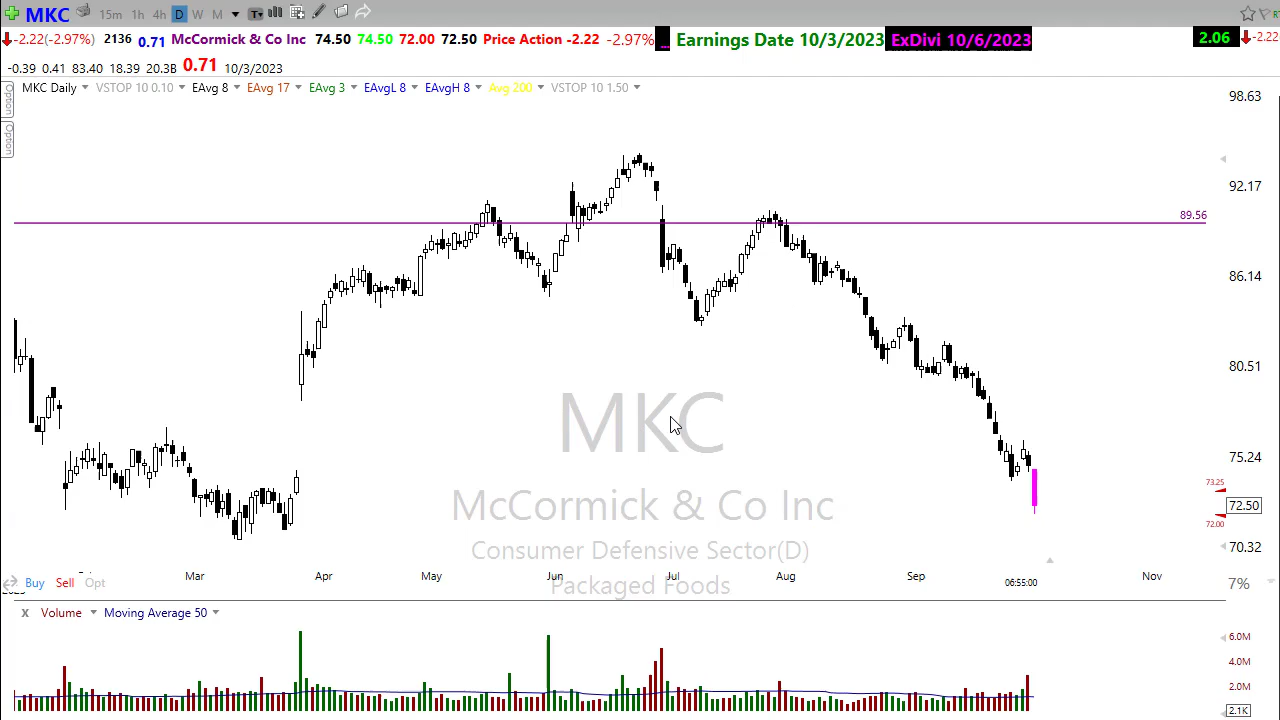 MKC 15m 1h 4h D W M
-2.22(-2.97%) 2136 0.71 McCormick & Co Inc 74.50 74.50 72.00 72.50 Price Action -2.22 -2.97% ... Earnings Date 10/3/2023 ExDivi 10/6/2023 2.06 -2.22
-0.39 0.41 83.40 18.39 20.3B 0.71 10/3/2023
MKC Daily VSTOP 10 0.10 EAvg 8 EAvg 17 EAvg 3 EAvgL 8 EAvgH 8 Avg 200 VSTOP 10 1.50
Option
Option
98.63
92.17
89.56
86.14
80.51
75.24
73.25
72.50
72.00
70.32
MKC
McCormick & Co Inc
Consumer Defensive Sector(D)
Packaged Foods
Mar Apr May Jun Jul Aug Sep 06:55:00 Nov
Buy Sell Opt
7%
X Volume Moving Average 50
6.0M
4.0M
2.0M
2.1K